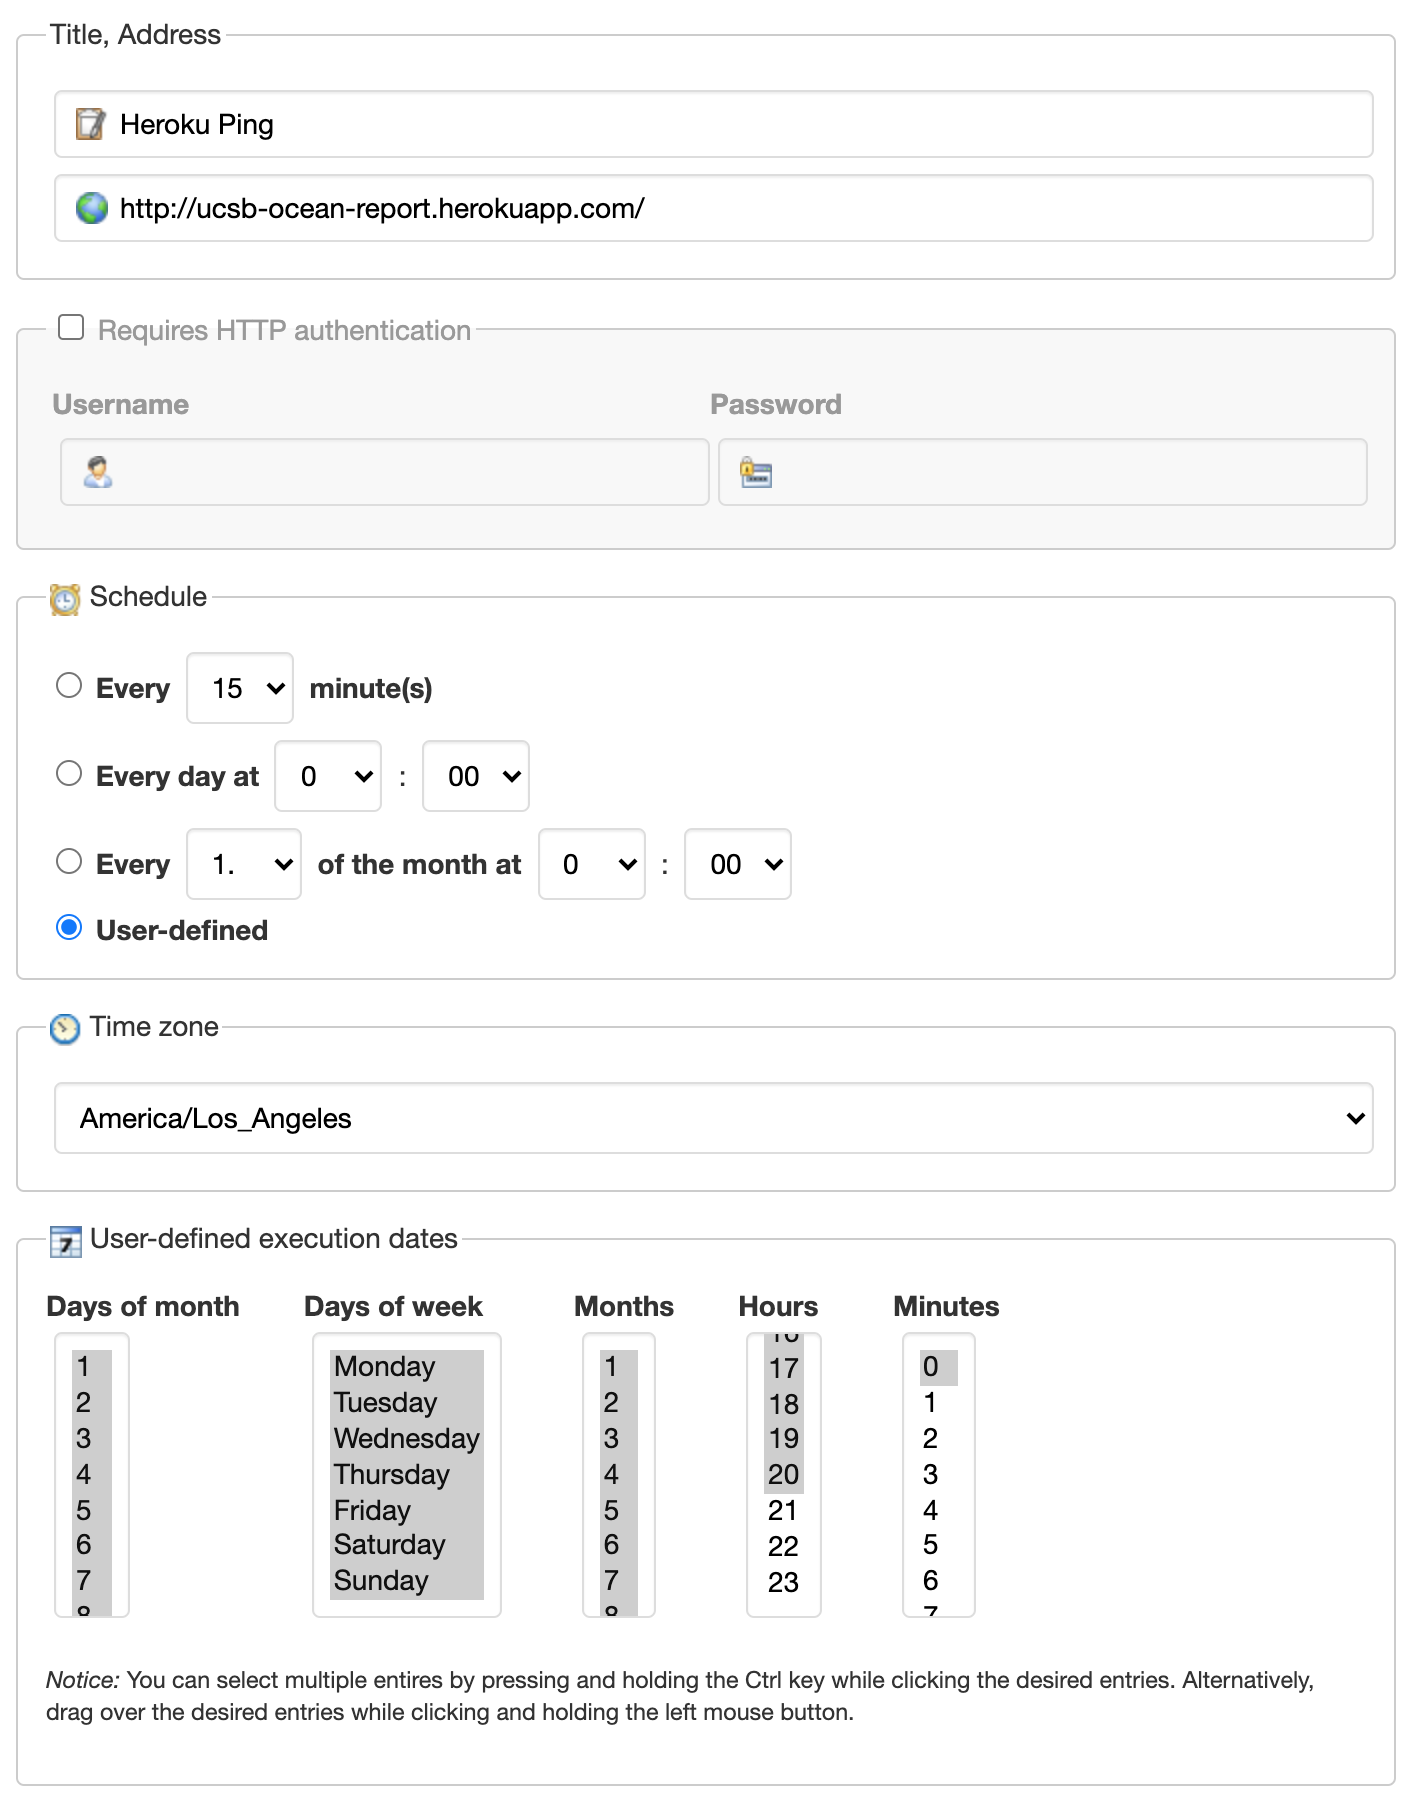 Title, Address
Heroku Ping
http://ucsb-ocean-report.herokuapp.com/
Requires HTTP authentication
Username Password
Schedule
Every 15 minute(s)
Every day at 0 : 00
Every 1. of the month at 0 : 00
User-defined
Time zone
America/Los_Angeles
7 User-defined execution dates
Days of month Days of week Months Hours Minutes
16
1 Monday 1 17 0
2 Tuesday 2 18 1
3 Wednesday 3 19 2
4 Thursday 4 20 3
5 Friday 5 21 4
6 Saturday 6 22 5
7 Sunday 7 23 6
8 8 7
Notice: You can select multiple entires by pressing and holding the Ctrl key while clicking the desired entries. Alternatively,
drag over the desired entries while clicking and holding the left mouse button.